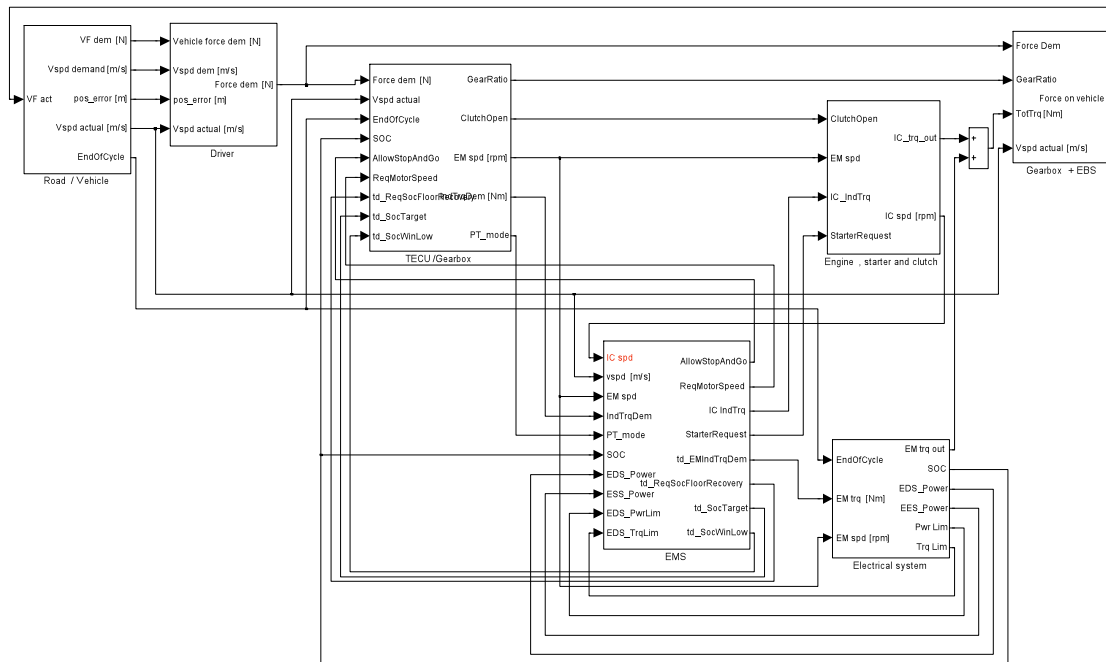 VF dem [N]
Vspd demand [m/s]
pos_error [m]
VF act
Vspd actual [m/s]
EndOfCycle
Road / Vehicle
Vehicle force dem [N]
Vspd dem [m/s]
Force dem [N]
pos_error [m]
Vspd actual [m/s]
Driver
Force dem [N]
Vspd actual
EndOfCycle
SOC
AllowStopAndGo
ReqMotorSpeed
td_ReqSocFloorRecovery
td_SocTarget
td_SocWinLow
GearRatio
ClutchOpen
EM spd [rpm]
IndTrqDem [Nm]
PT_mode
TECU /Gearbox
ClutchOpen
EM spd
IC_IndTrq
StarterRequest
IC_trq_out
IC spd [rpm]
Engine , starter and clutch
+
+
Force Dem
GearRatio
Force on vehicle
TotTrq [Nm]
Vspd actual [m/s]
Gearbox + EBS
IC spd
vspd [m/s]
EM spd
IndTrqDem
PT_mode
SOC
EDS_Power
ESS_Power
EDS_PwrLim
EDS_TrqLim
AllowStopAndGo
ReqMotorSpeed
IC IndTrq
StarterRequest
td_EMIndTrqDem
td_ReqSocFloorRecovery
td_SocTarget
td_SocWinLow
EMS
EndOfCycle
EM trq [Nm]
EM spd [rpm]
EM trq out
SOC
EDS_Power
EES_Power
Pwr Lim
Trq Lim
Electrical system